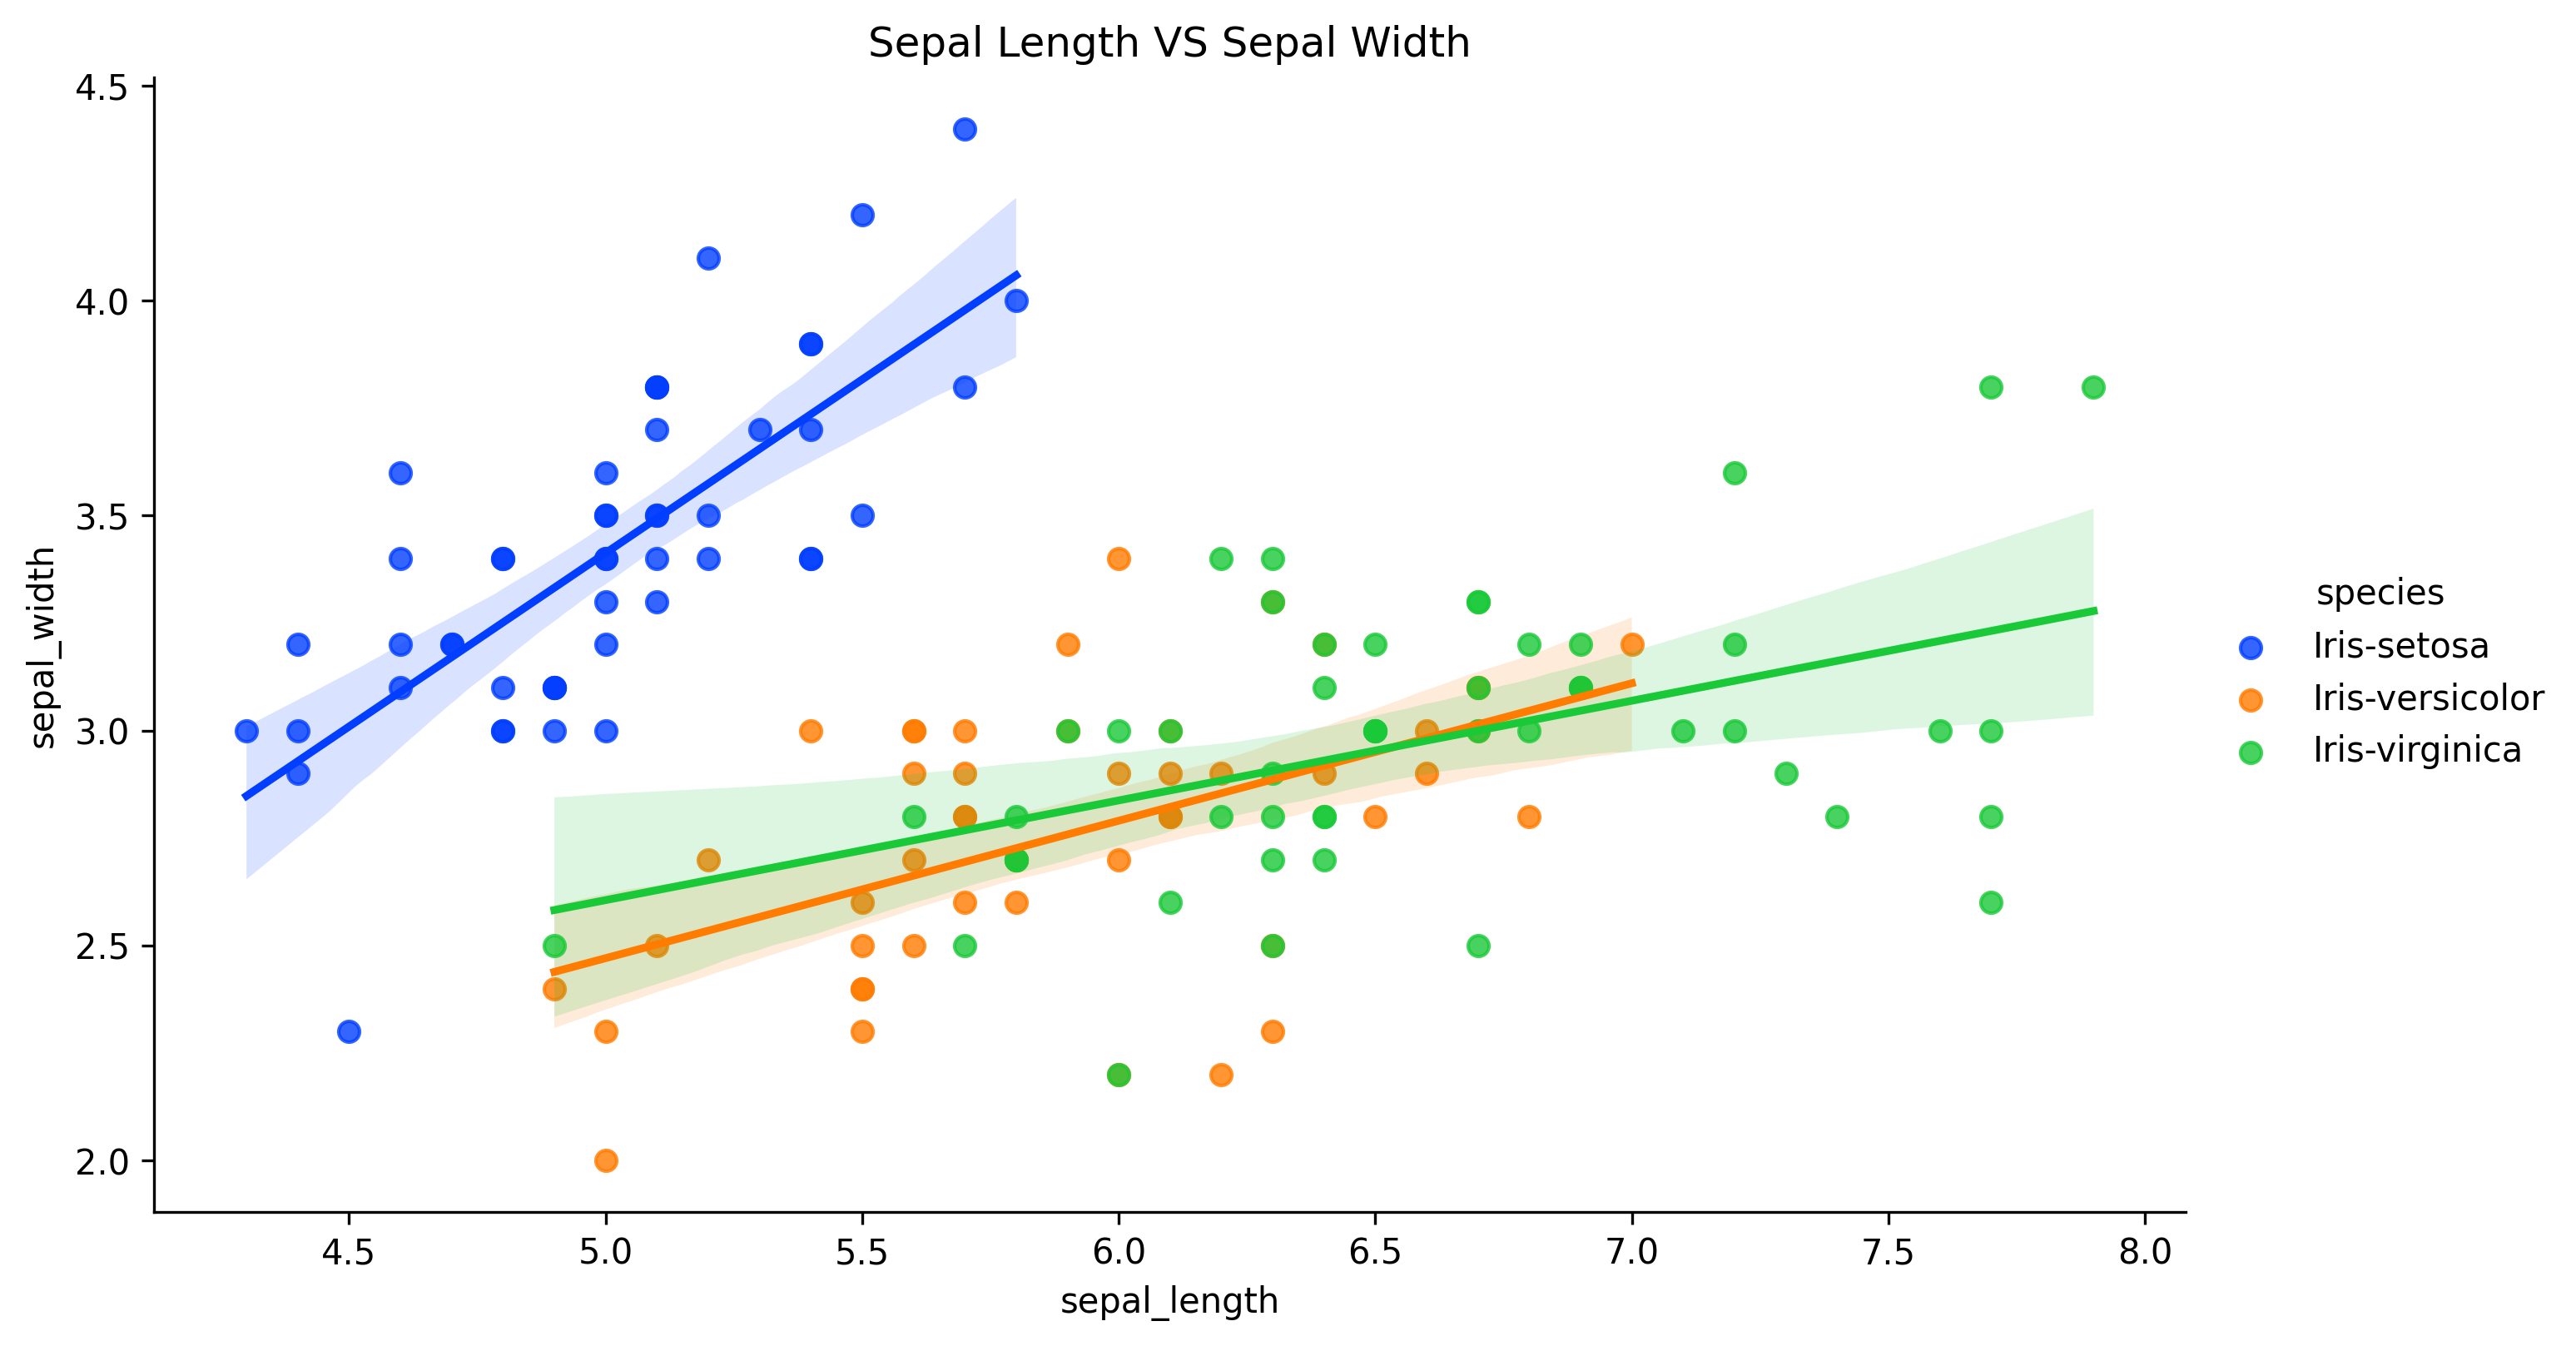 Sepal Length VS Sepal Width
4.5
4.0
3.5
3.0
2.5
2.0
sepal_width
4.5 5.0 5.5 6.0 6.5 7.0 7.5 8.0
sepal_length
species
Iris-setosa
Iris-versicolor
Iris-virginica